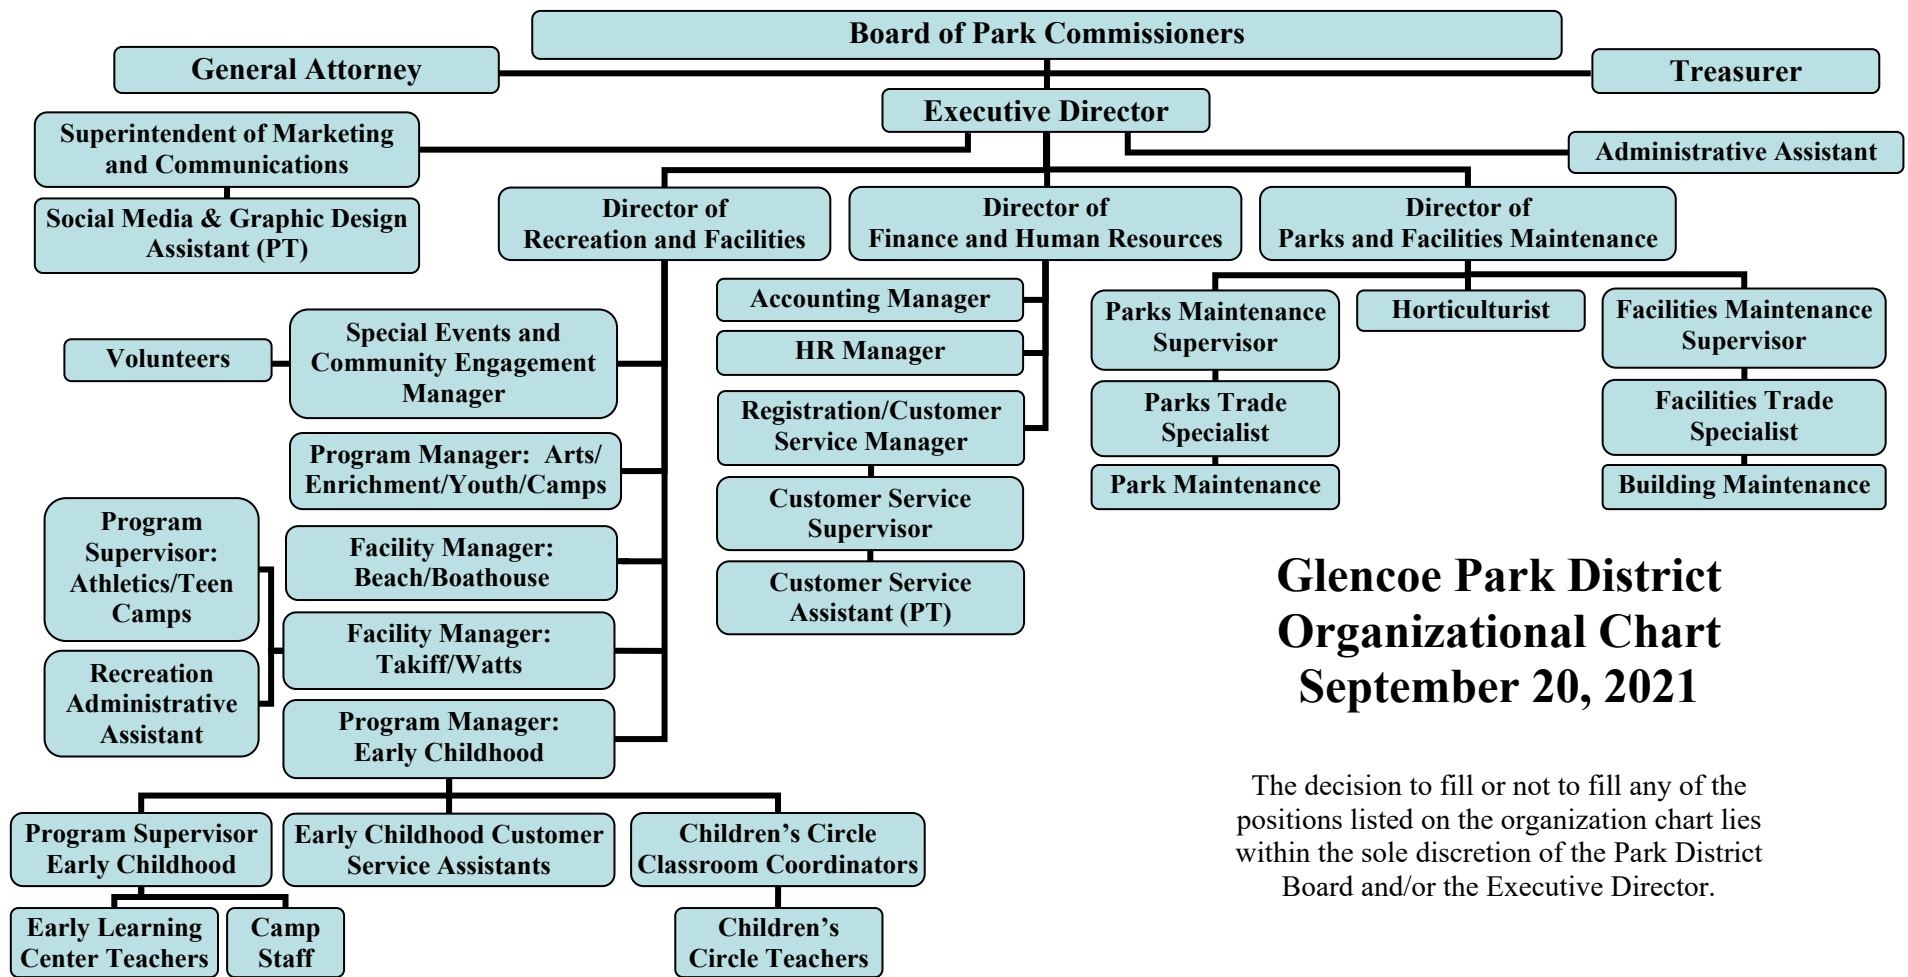 Board of Park Commissioners
General Attorney
Treasurer
Executive Director
Superintendent of Marketing
and Communications
Administrative Assistant
Social Media & Graphic Design
Assistant (PT)
Director of
Recreation and Facilities
Director of
Finance and Human Resources
Director of
Parks and Facilities Maintenance
Volunteers
Special Events and
Community Engagement
Manager
Program Manager:  Arts/
Enrichment/Youth/Camps
Facility Manager:
Beach/Boathouse
Program
Supervisor:
Athletics/Teen
Camps
Facility Manager:
Takiff/Watts
Recreation
Administrative
Assistant
Program Manager:
Early Childhood
Program Supervisor
Early Childhood
Early Childhood Customer
Service Assistants
Children’s Circle
Classroom Coordinators
Early Learning
Center Teachers
Camp
Staff
Children’s
Circle Teachers
Accounting Manager
HR Manager
Registration/Customer
Service Manager
Customer Service
Supervisor
Customer Service
Assistant (PT)
Parks Maintenance
Supervisor
Horticulturist
Facilities Maintenance
Supervisor
Parks Trade
Specialist
Facilities Trade
Specialist
Park Maintenance
Building Maintenance
Glencoe Park District
Organizational Chart
September 20, 2021
The decision to fill or not to fill any of the
positions listed on the organization chart lies
within the sole discretion of the Park District
Board and/or the Executive Director.